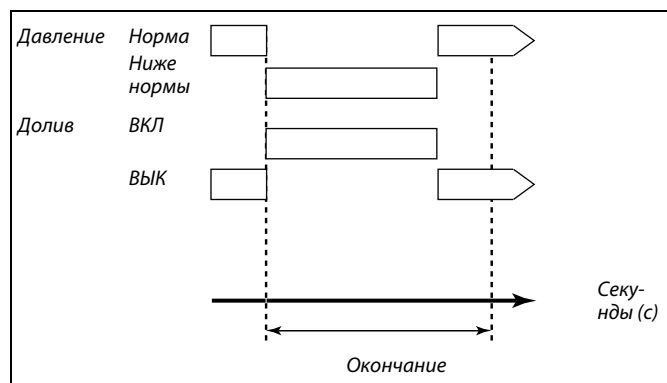 Давление Норма
Ниже
нормы
Долив ВКЛ
ВЫК
Секу-
нды (с)
Окончание